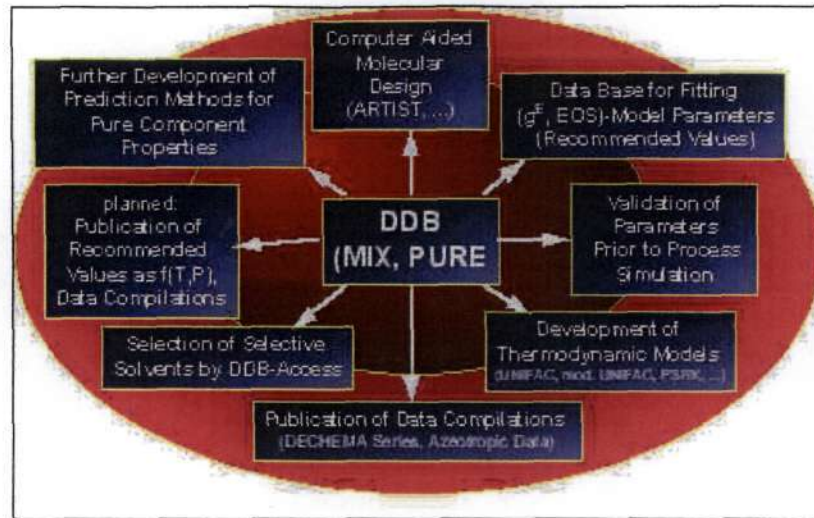 Computer Aided
Molecular
Design
(ARTIST, ...)
Further Development of
Prediction Methods for
Pure Component
Properties
Data Base for Fitting
(g^E, EOS)-Model Parameters
(Recommended Values)
planned:
Publication of
Recommended
Values as f(T,P),
Data Compilations
DDB
(MIX, PURE
Validation of
Parameters
Prior to Process
Simulation
Selection of Selective
Solvents by DDB-Access
Development of
Thermodynamic Models
(UNIFAC, mod. UNIFAC, PSRK, ...)
Publication of Data Compilations
(DECHEMA Series, Azeotropic Data)